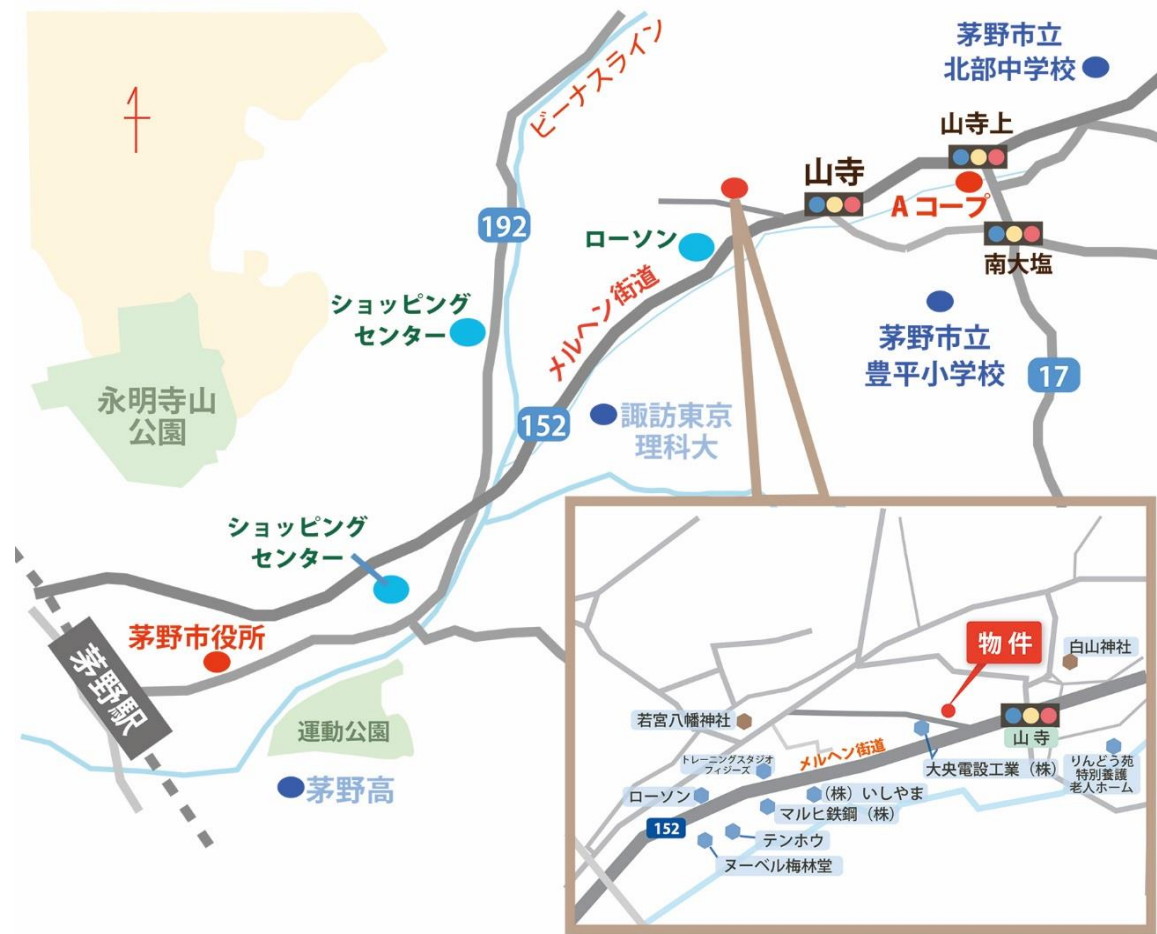 茅野市立
北部中学校
ビーナスライン
山寺上
山寺
Aコープ
192
ローソン
南大塩
ショッピング
センター
メルヘン街道
茅野市立
豊平小学校
17
永明寺山
公園
152
諏訪東京
理科大
ショッピング
センター
茅野市役所
茅野駅
運動公園
茅野高
物件
白山神社
若宮八幡神社
山寺
メルヘン街道
トレーニングスタジオ
フィジーズ
大央電設工業（株）
りんどう苑
特別養護
老人ホーム
ローソン
（株）いしやま
マルヒ鉄鋼（株）
152
テンホウ
ヌーベル梅林堂